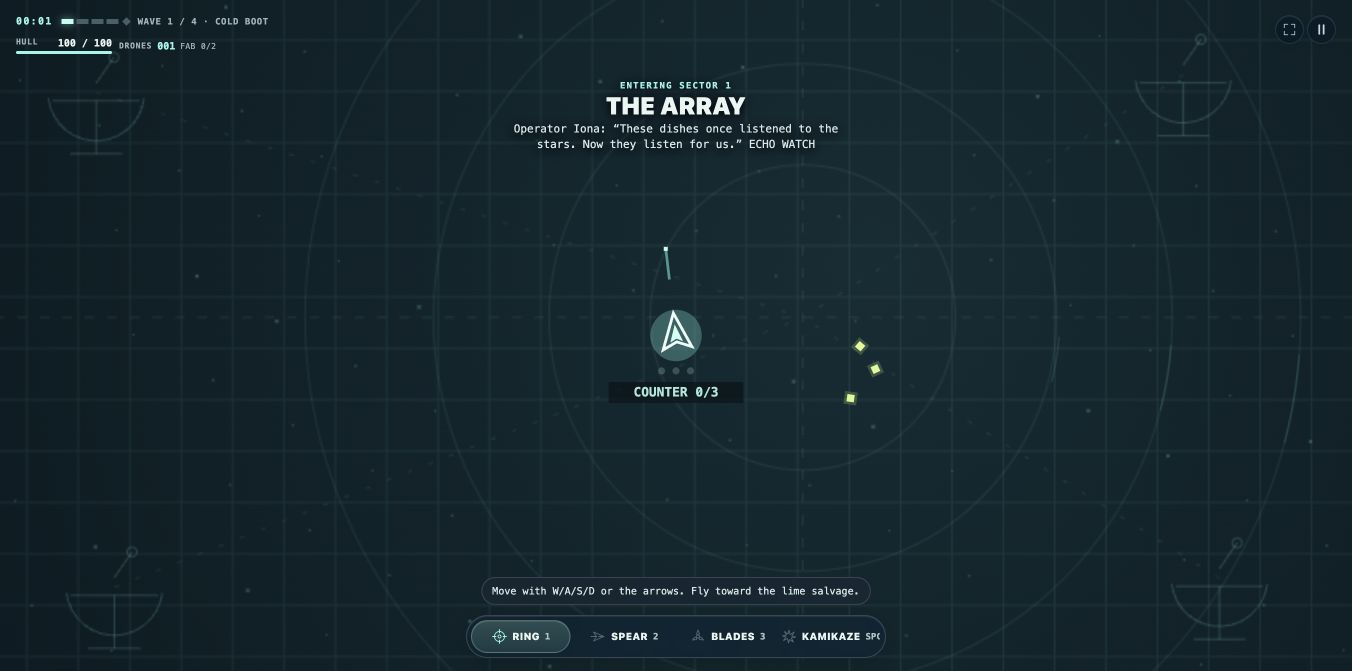 00:01 WAVE 1 / 4 · COLD BOOT
HULL 100 / 100 DRONES 001 FAB 0/2
ENTERING SECTOR 1
THE ARRAY
Operator Iona: “These dishes once listened to the
stars. Now they listen for us.” ECHO WATCH
COUNTER 0/3
Move with W/A/S/D or the arrows. Fly toward the lime salvage.
RING 1 SPEAR 2 BLADES 3 KAMIKAZE